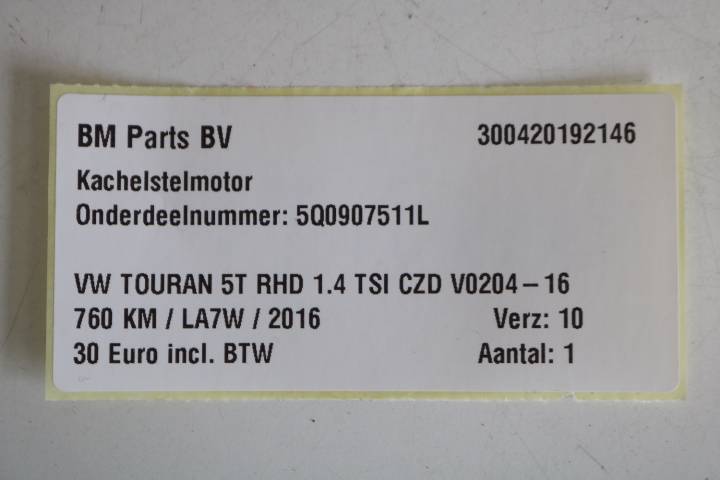 BM Parts BV 300420192146
Kachelstelmotor
Onderdeelnummer: 5Q0907511L
VW TOURAN 5T RHD 1.4 TSI CZD V0204-16
760 KM / LA7W / 2016 Verz: 10
30 Euro incl. BTW Aantal: 1